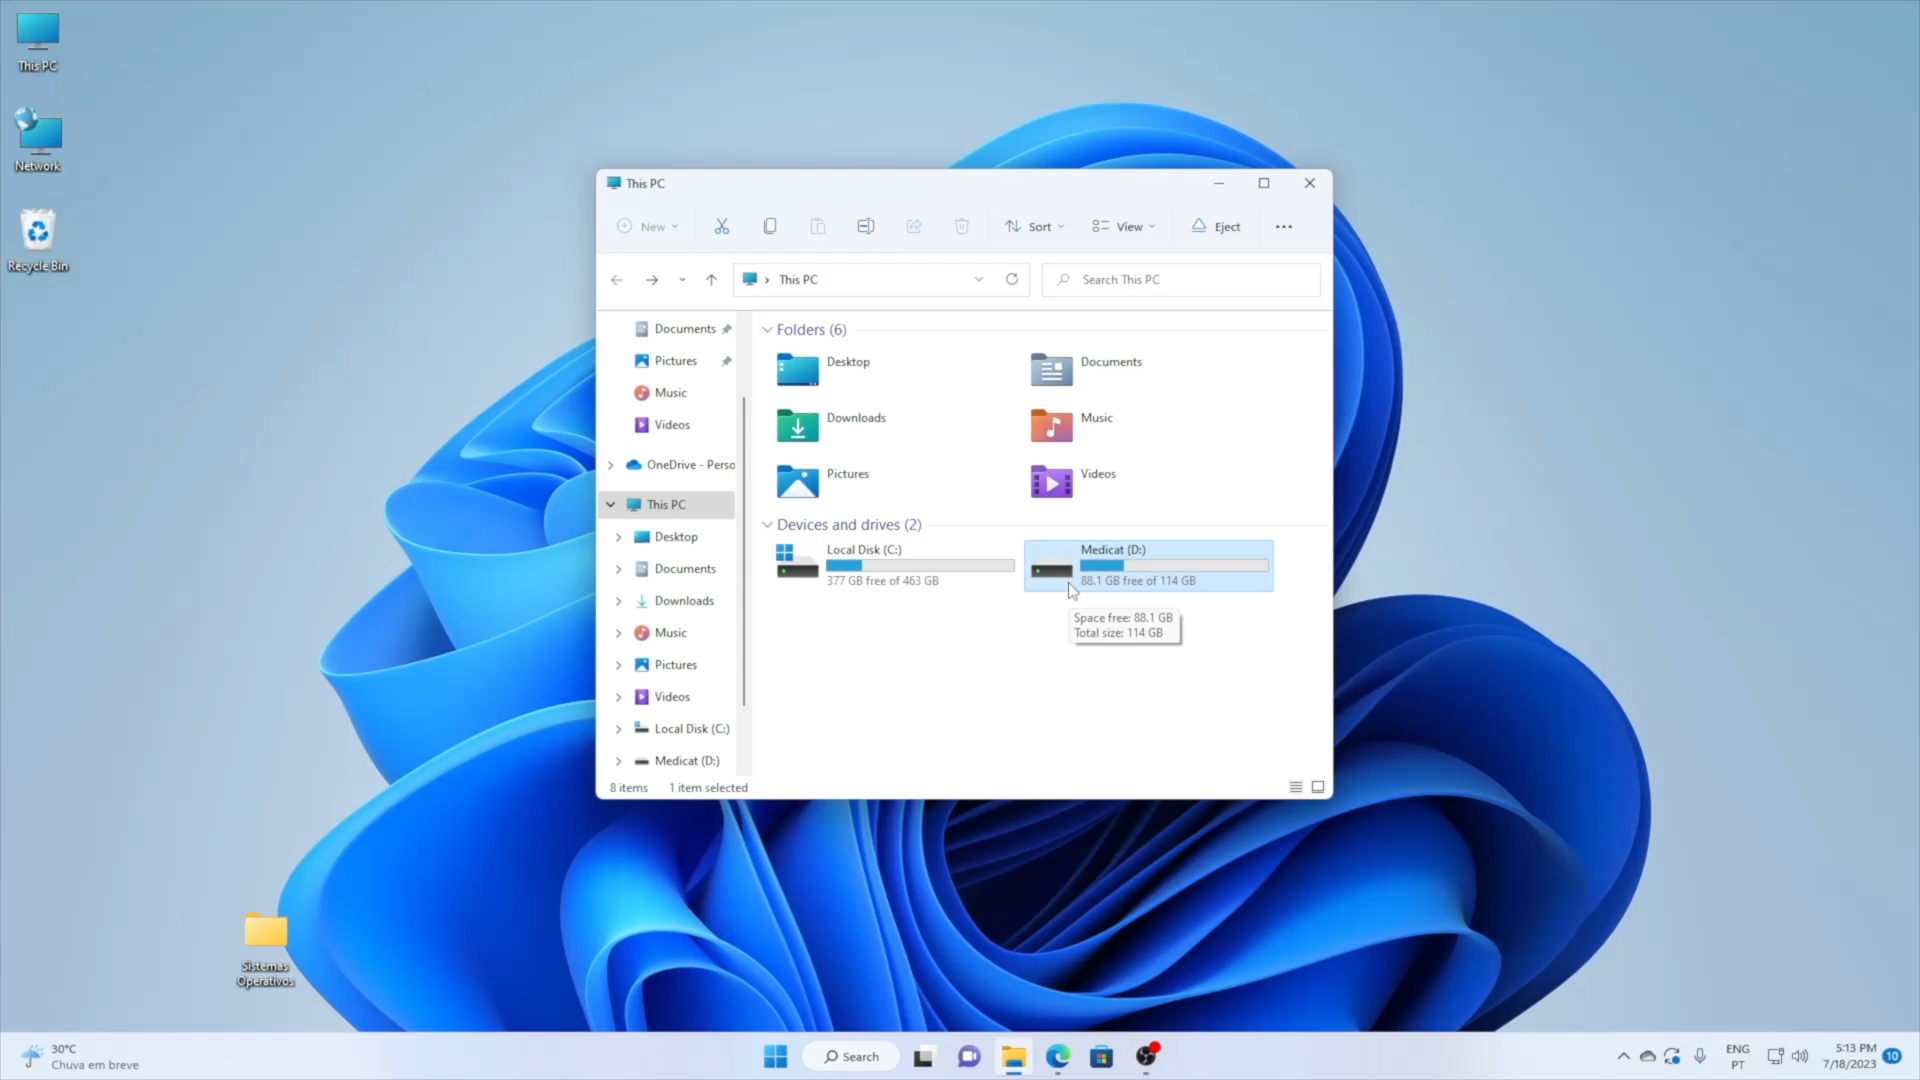 This PC
Network
Recycle Bin
Sistemas
Operativos
This PC
New
Sort
View
Eject
This PC
Search This PC
Documents
Pictures
Music
Videos
OneDrive - Perso
This PC
Desktop
Documents
Downloads
Music
Pictures
Videos
Local Disk (C:)
Medicat (D:)
Folders (6)
Desktop
Documents
Downloads
Music
Pictures
Videos
Devices and drives (2)
Local Disk (C:)
377 GB free of 463 GB
Medicat (D:)
88.1 GB free of 114 GB
Space free: 88.1 GB
Total size: 114 GB
8 items
1 item selected
30°C
Chuva em breve
Search
ENG
PT
5:13 PM
7/18/2023
10